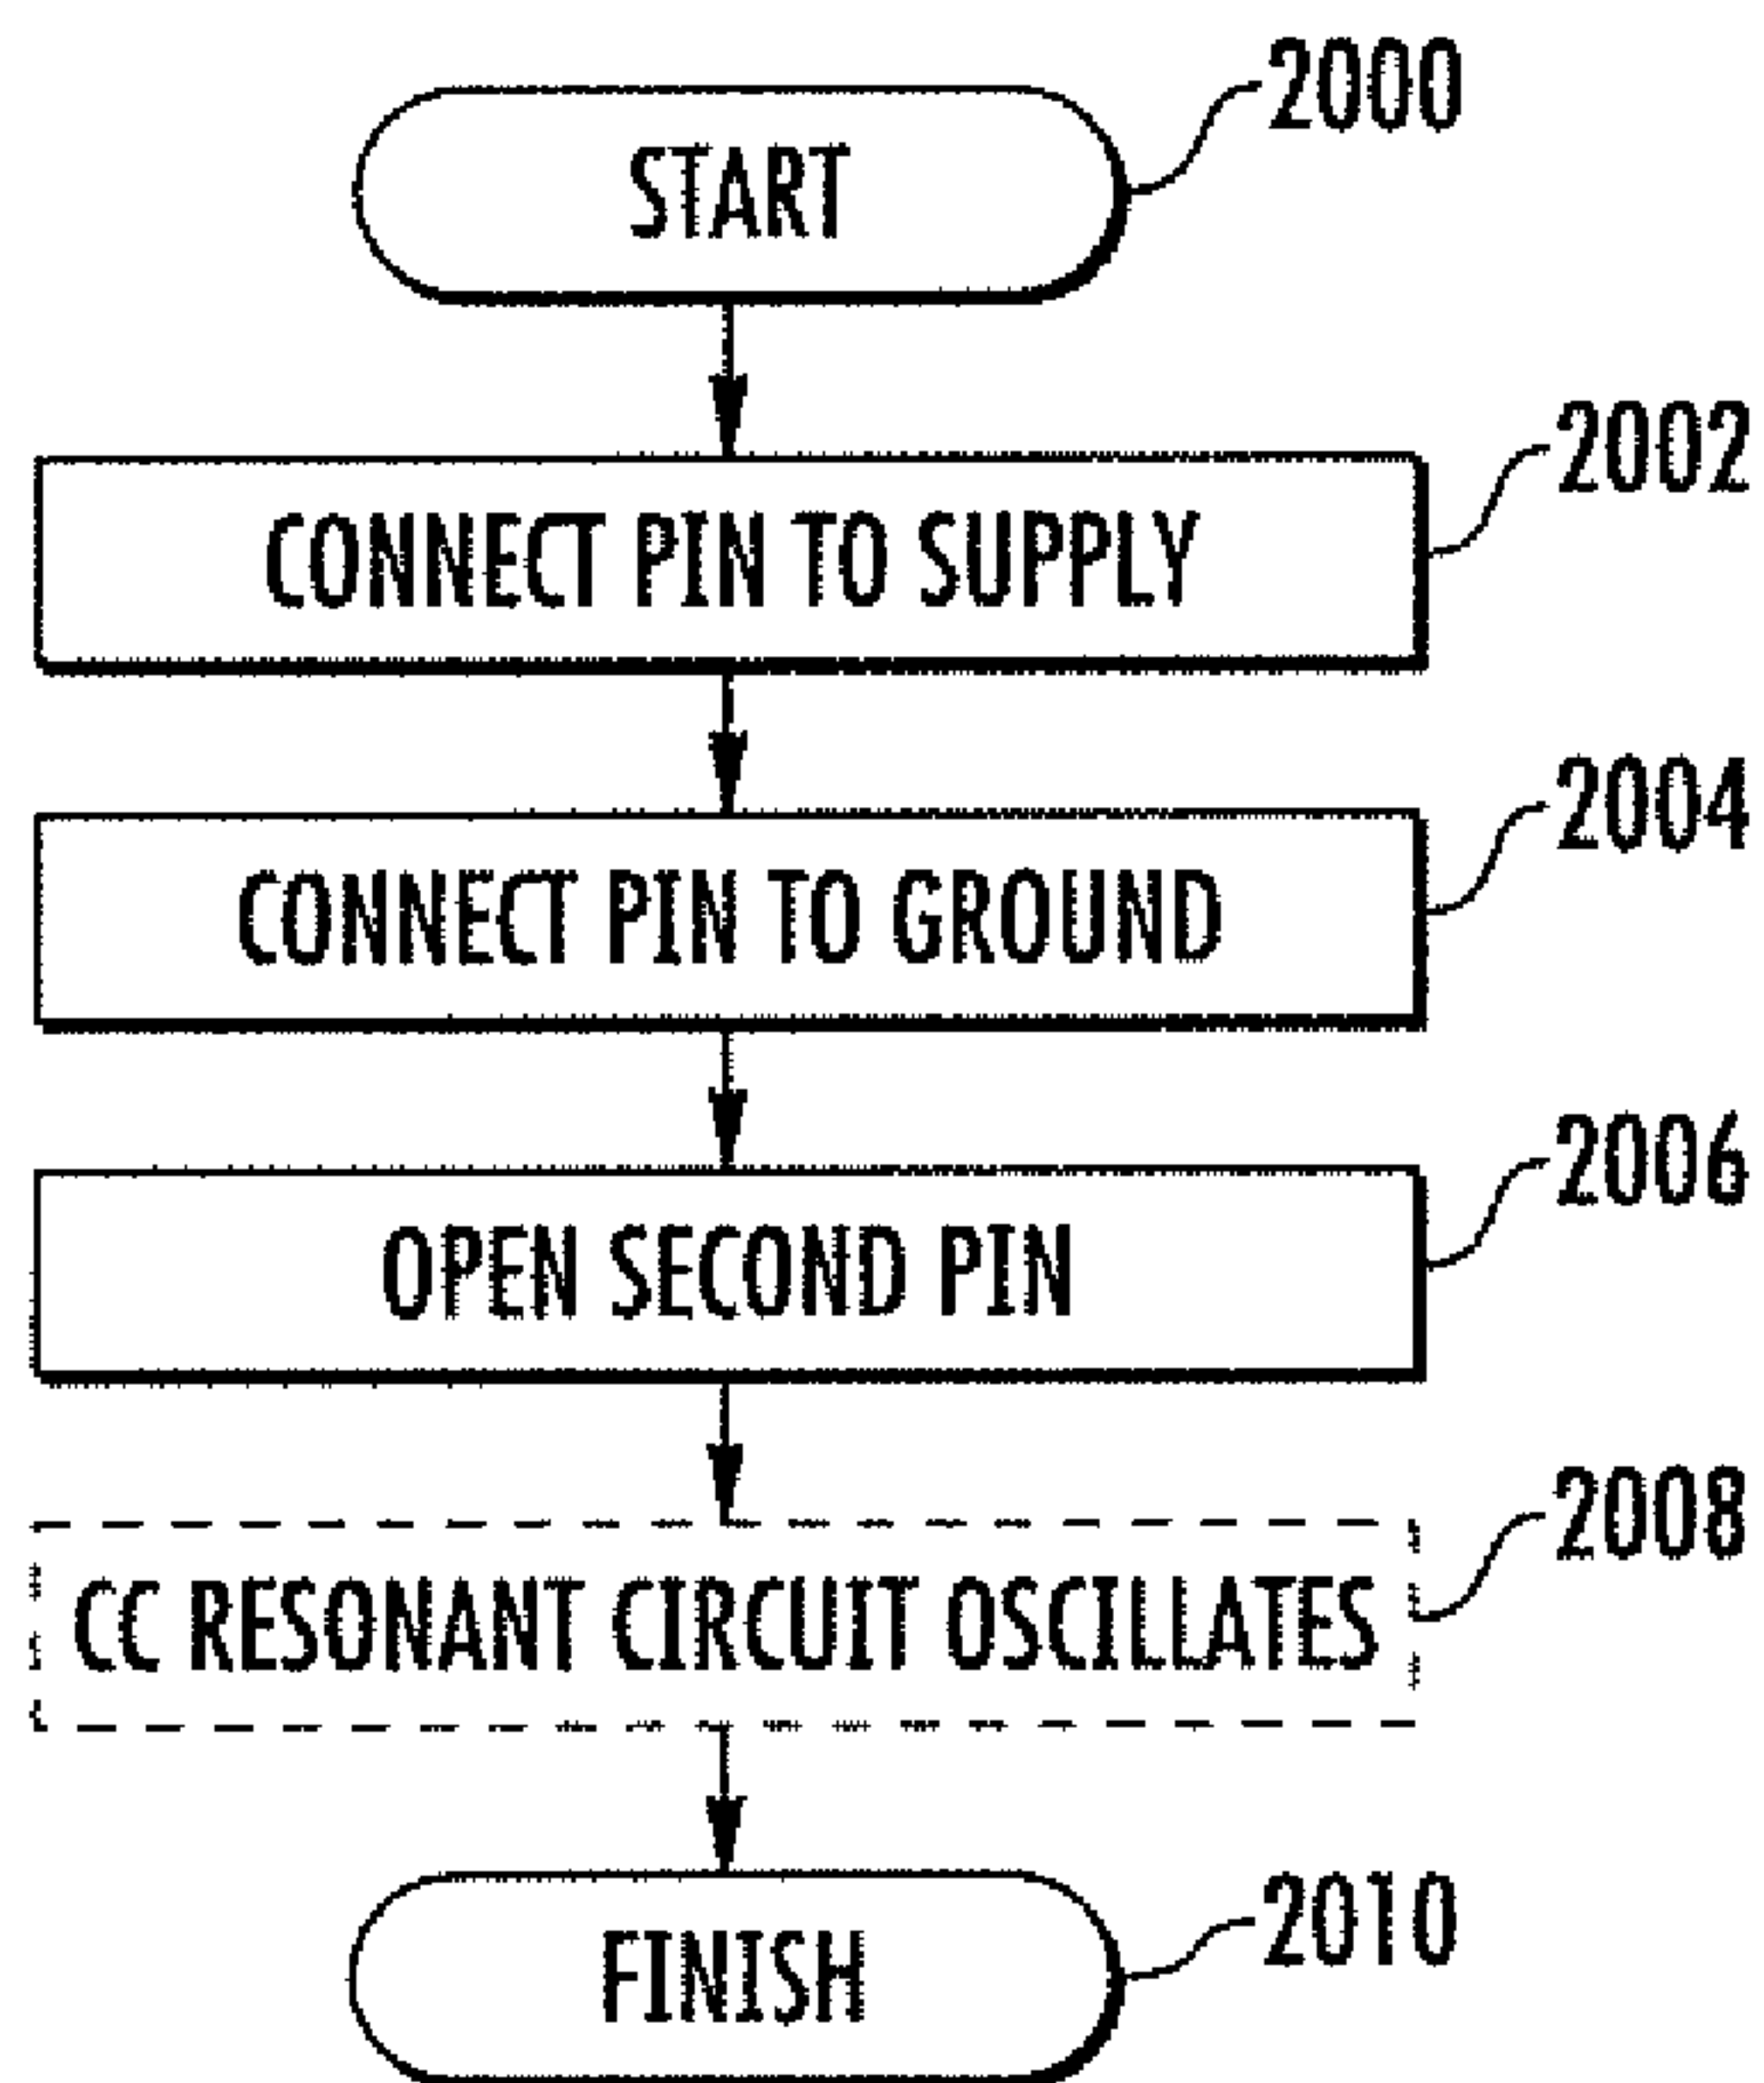 2000
START
2002
CONNECT PIN TO SUPPLY
2004
CONNECT PIN TO GROUND
2006
OPEN SECOND PIN
2008
CC RESONANT CIRCUIT OSCILLATES
2010
FINISH